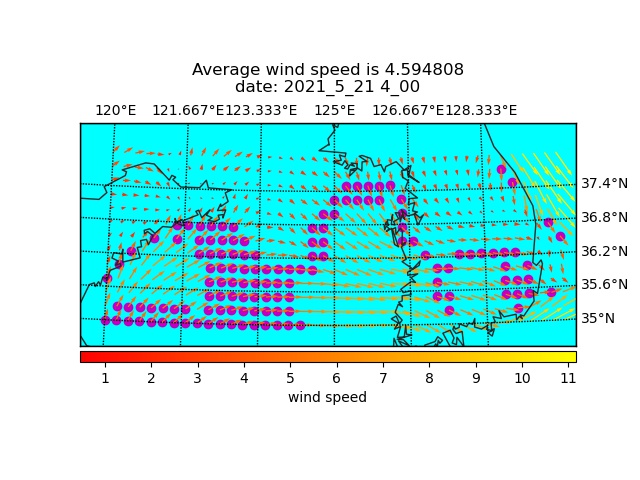 Average wind speed is 4.594808
date: 2021_5_21 4_00
120°E 121.667°E 123.333°E 125°E 126.667°E 128.333°E
37.4°N
36.8°N
36.2°N
35.6°N
35°N
1 2 3 4 5 6 7 8 9 10 11
wind speed